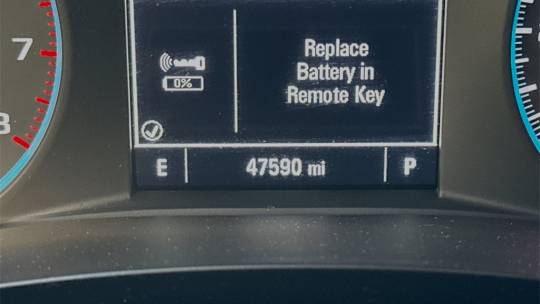 7
8
Replace
Battery in
Remote Key
0%
E 47590 mi P